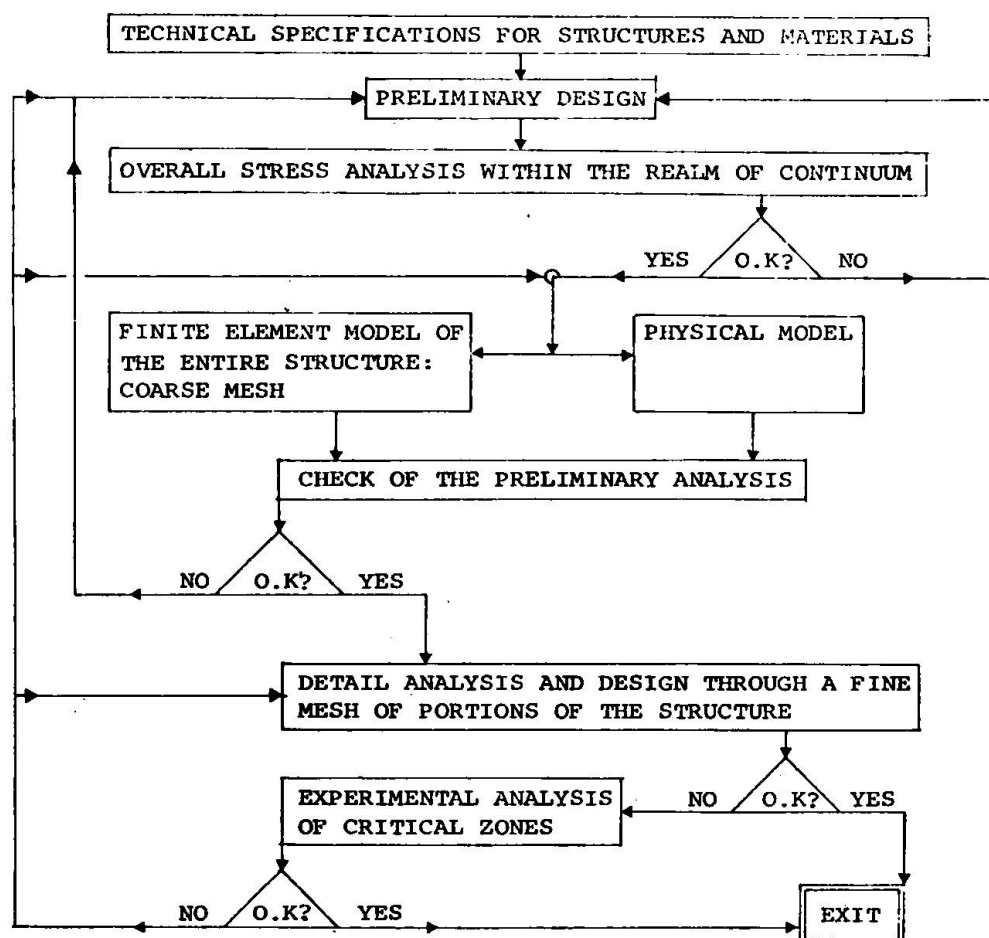 TECHNICAL SPECIFICATIONS FOR STRUCTURES AND MATERIALS
PRELIMINARY DESIGN
OVERALL STRESS ANALYSIS WITHIN THE REALM OF CONTINUUM
YES O.K? NO
FINITE ELEMENT MODEL OF
THE ENTIRE STRUCTURE:
COARSE MESH
PHYSICAL MODEL
CHECK OF THE PRELIMINARY ANALYSIS
NO O.K? YES
DETAIL ANALYSIS AND DESIGN THROUGH A FINE
MESH OF PORTIONS OF THE STRUCTURE
NO O.K? YES
EXPERIMENTAL ANALYSIS
OF CRITICAL ZONES
NO O.K? YES
EXIT